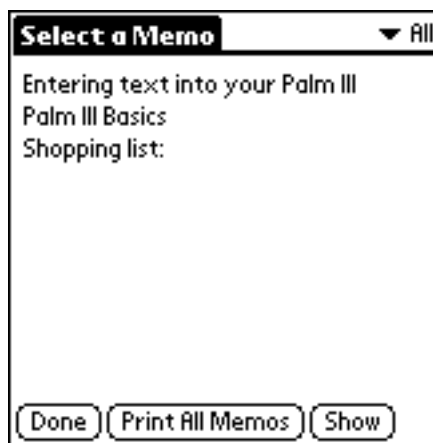 Select a Memo
All
Entering text into your Palm III
Palm III Basics
Shopping list:
Done
Print All Memos
Show